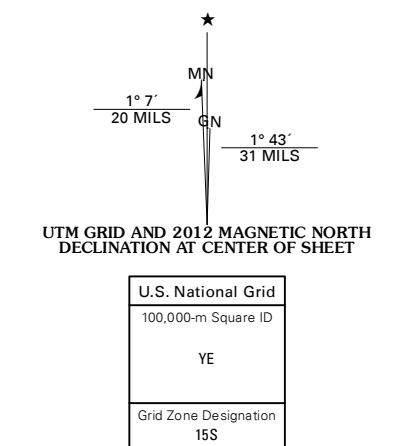 ★
MN
1° 7´
20 MILS
GN
1° 43´
31 MILS
UTM GRID AND 2012 MAGNETIC NORTH
DECLINATION AT CENTER OF SHEET
U.S. National Grid
100,000-m Square ID
YE
Grid Zone Designation
15S